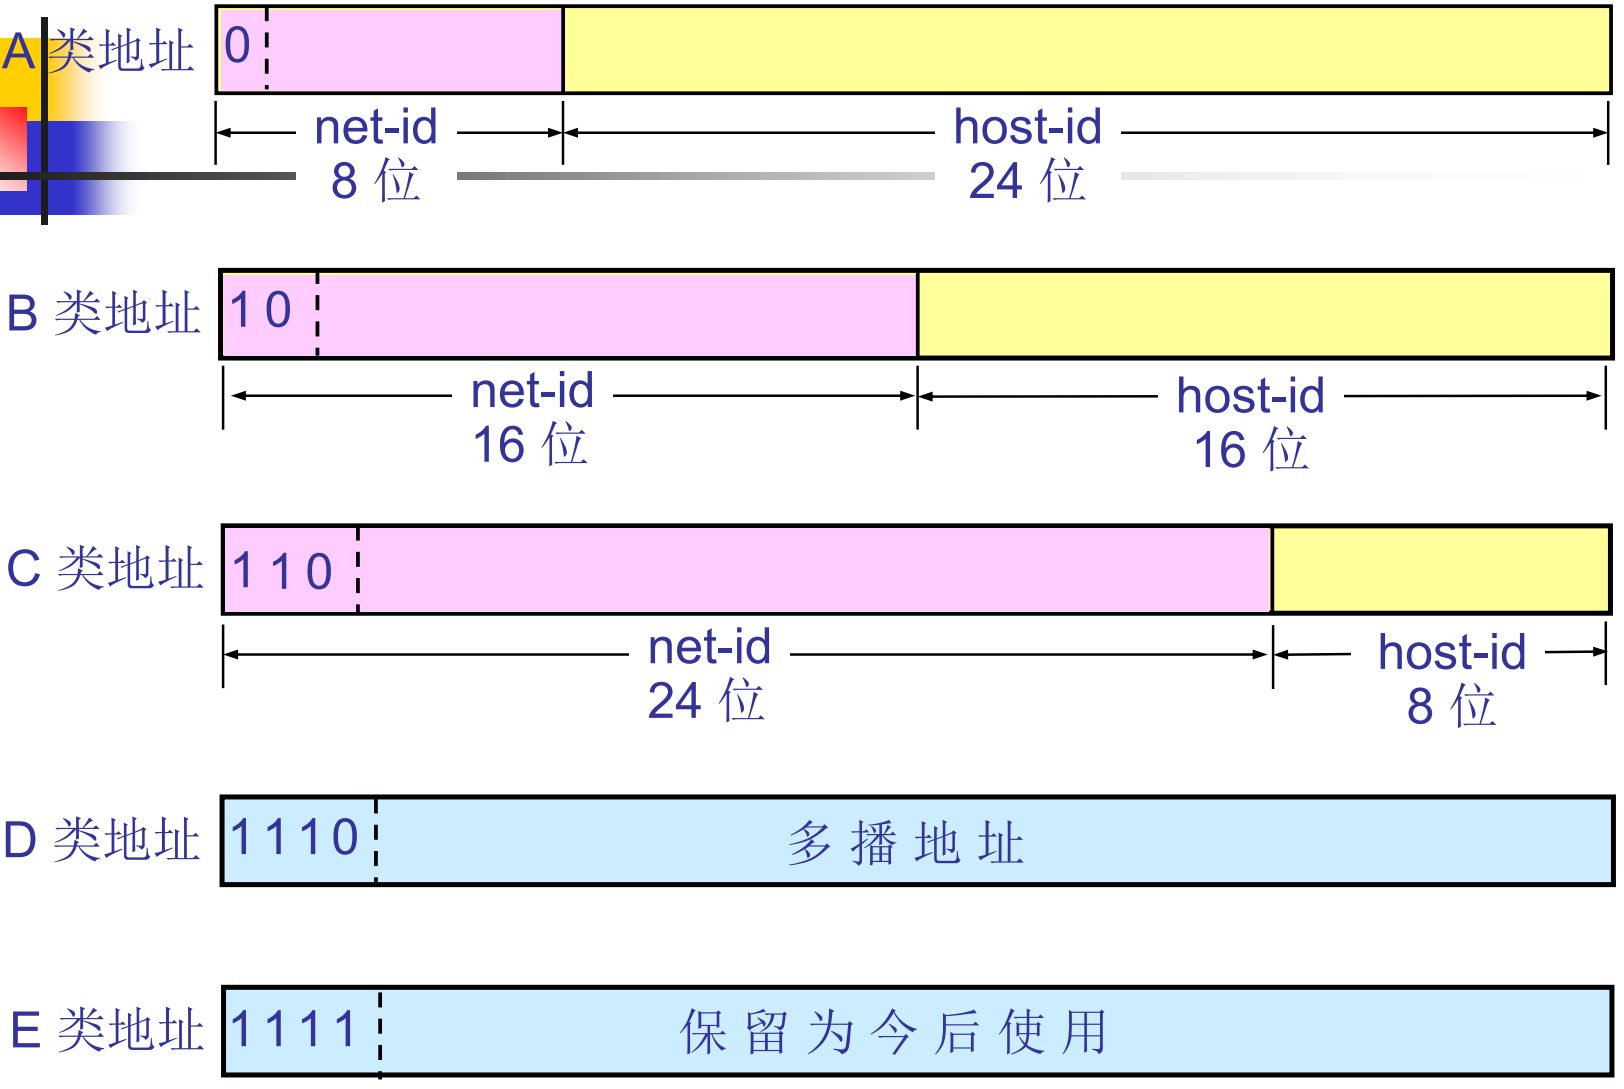 A 类地址
0
net-id
8 位
host-id
24 位
B 类地址
1 0
net-id
16 位
host-id
16 位
C 类地址
1 1 0
net-id
24 位
host-id
8 位
D 类地址
1 1 1 0
多 播 地 址
E 类地址
1 1 1 1
保 留 为 今 后 使 用